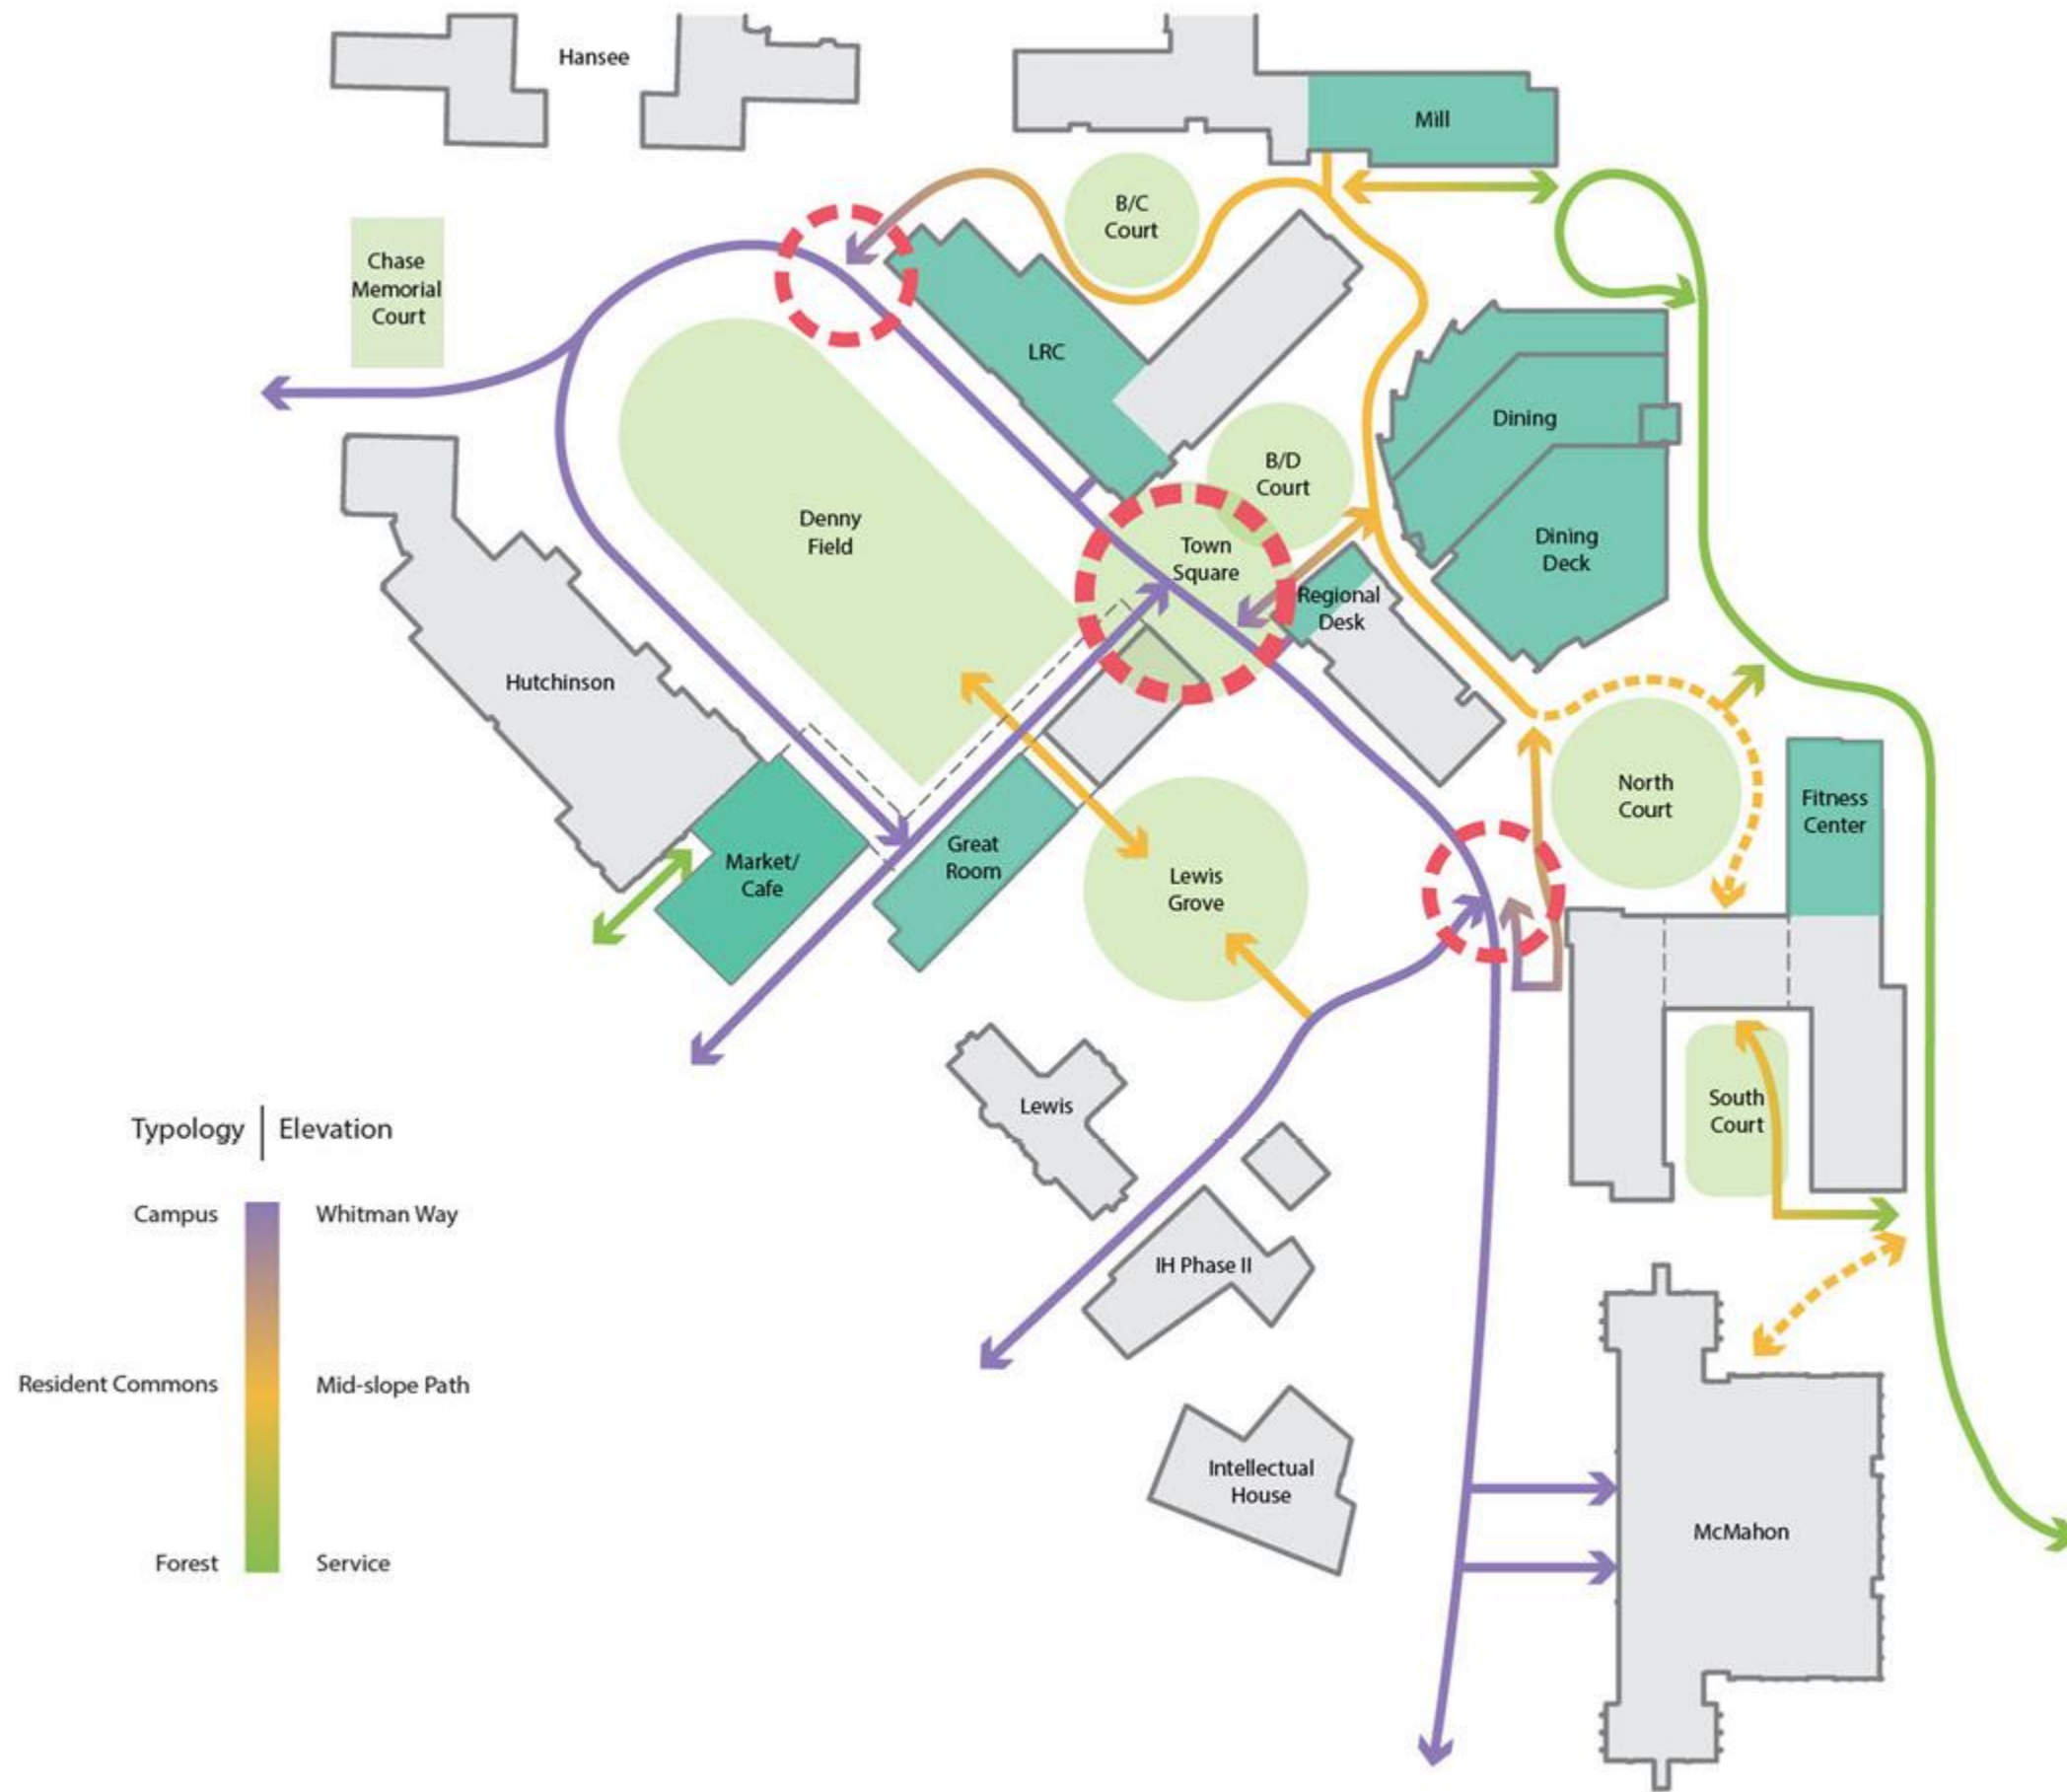 Hansee
Mill
B/C
Court
Chase
Memorial
Court
LRC
Dining
B/D
Court
Denny
Field
Town
Square
Dining
Deck
Regional
Desk
Hutchinson
North
Court
Fitness
Center
Great
Room
Market/
Cafe
Lewis
Grove
Lewis
South
Court
Typology | Elevation
Campus Whitman Way
IH Phase II
Resident Commons Mid-slope Path
Intellectual
House
McMahon
Forest Service